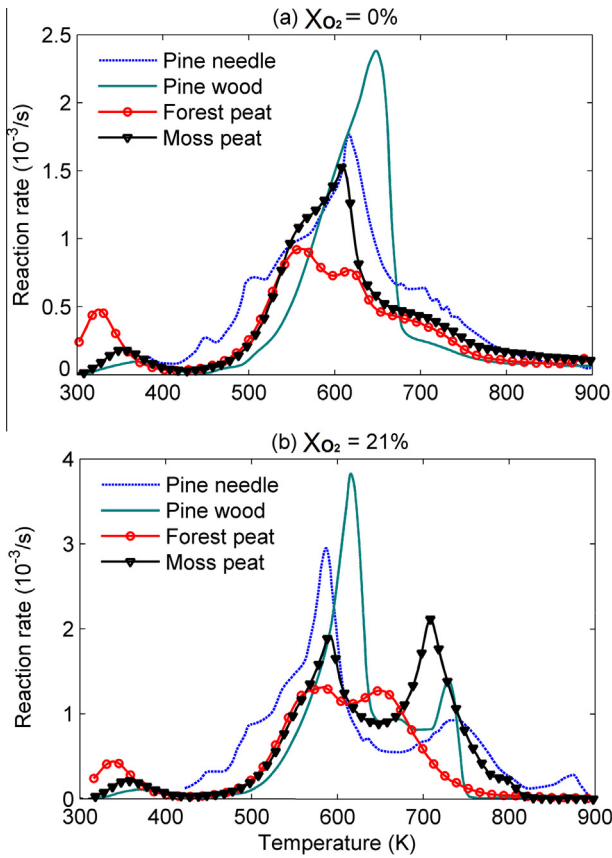 (a) XO₂ = 0%
2.5
2
1.5
1
0.5
0
Reaction rate (10⁻³/s)
Pine needle
Pine wood
Forest peat
Moss peat
300 400 500 600 700 800 900
(b) XO₂ = 21%
4
3
2
1
0
Reaction rate (10⁻³/s)
Pine needle
Pine wood
Forest peat
Moss peat
300 400 500 600 700 800 900
Temperature (K)